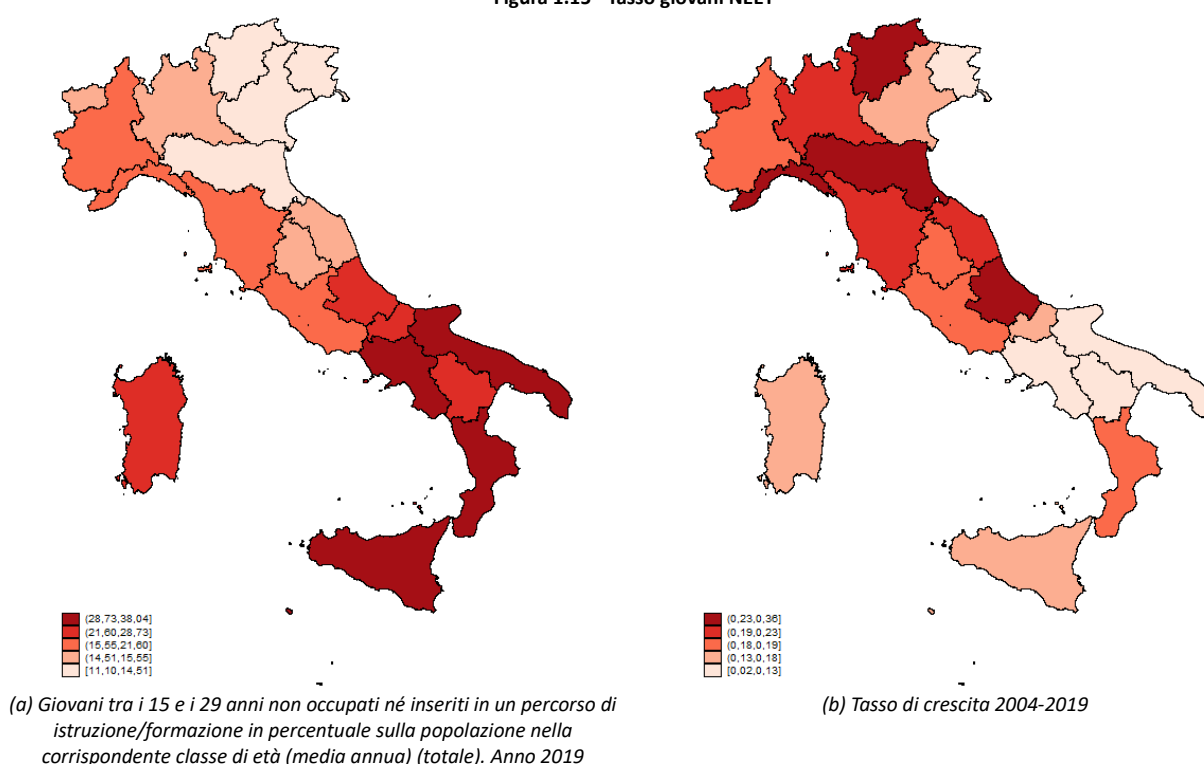 Figura 1.15 - Tasso giovani NEET
(28,73,38,04]
(21,60,28,73]
(15,55,21,60]
(14,51,15,55]
[11,10,14,51]
(a) Giovani tra i 15 e i 29 anni non occupati né inseriti in un percorso di
istruzione/formazione in percentuale sulla popolazione nella
corrispondente classe di età (media annua) (totale). Anno 2019
(0,23,0,36]
(0,19,0,23]
(0,18,0,19]
(0,13,0,18]
[0,02,0,13]
(b) Tasso di crescita 2004-2019